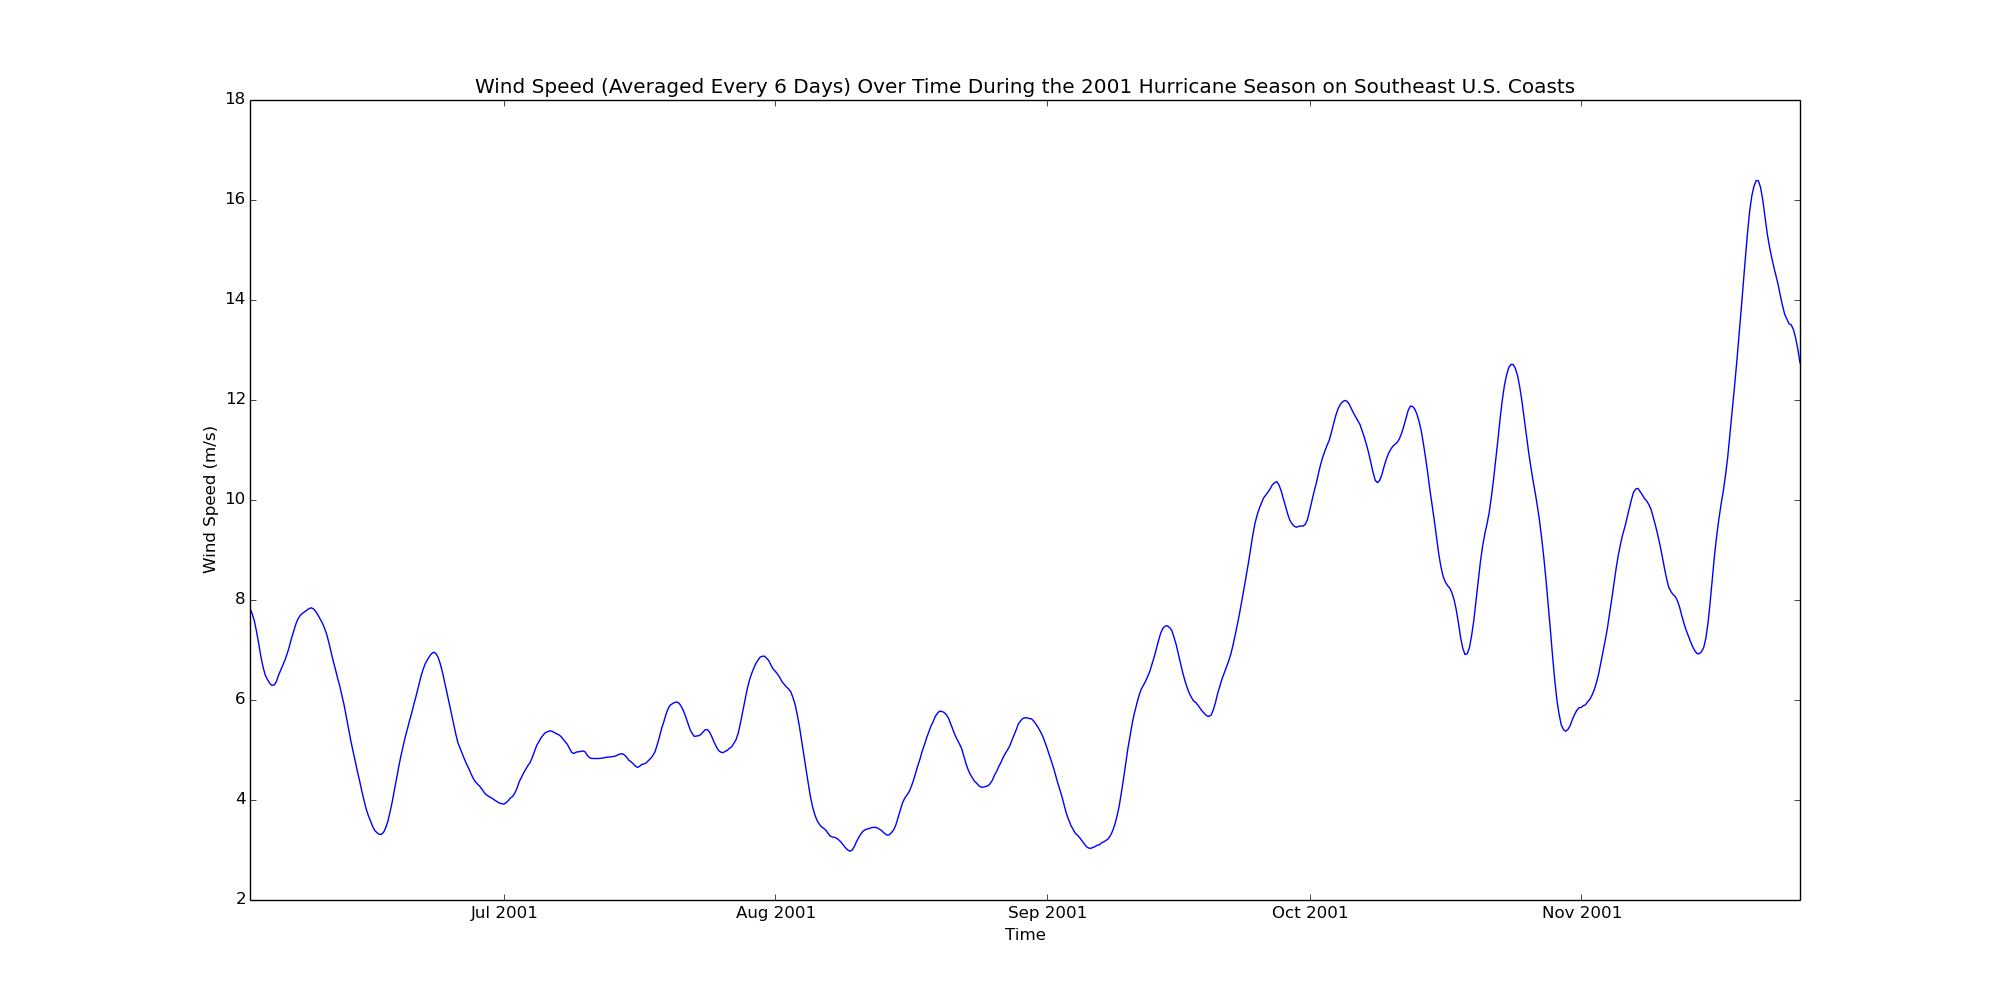 Wind Speed (Averaged Every 6 Days) Over Time During the 2001 Hurricane Season on Southeast U.S. Coasts
18
16
14
12
10
8
6
4
2
Wind Speed (m/s)
Jul 2001 Aug 2001 Sep 2001 Oct 2001 Nov 2001
Time